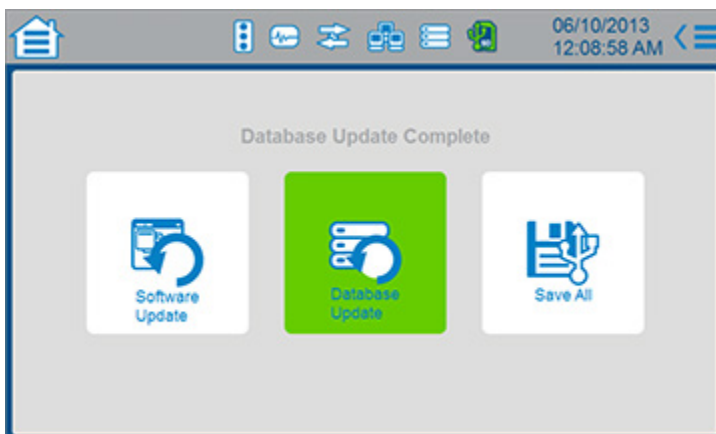 06/10/2013
12:08:58 AM
Database Update Complete
Software
Update
Database
Update
Save All